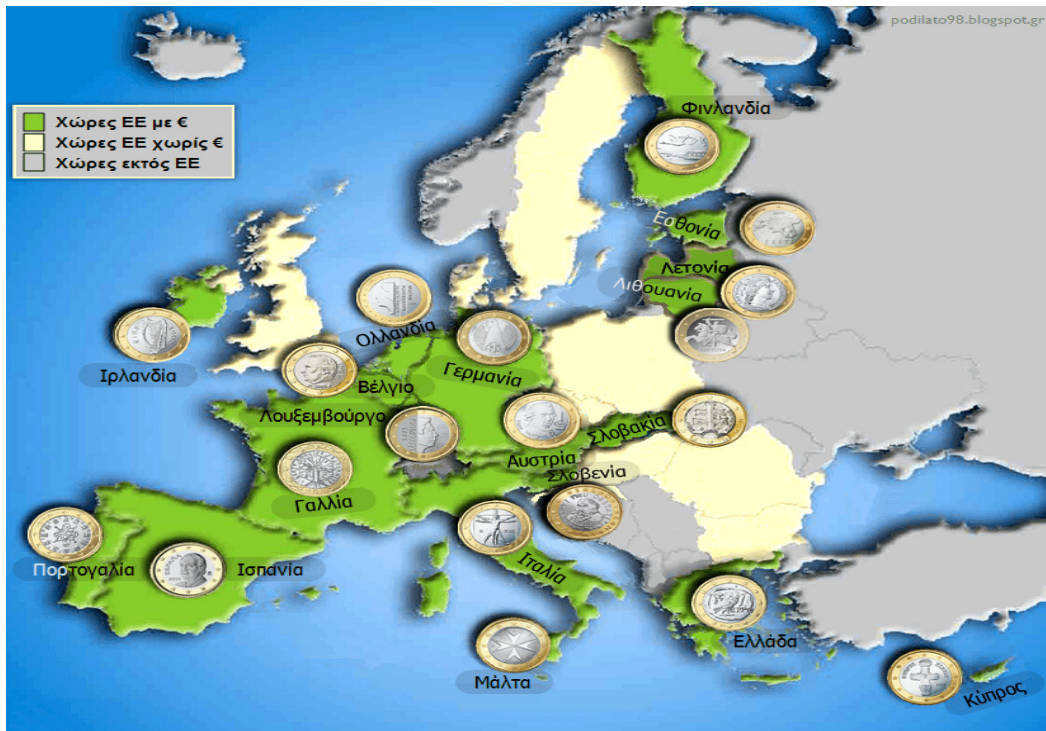 podilato98.blogspot.gr
Χώρες ΕΕ με €
Χώρες ΕΕ χωρίς €
Χώρες εκτός ΕΕ
Φινλανδία
Εσθονία
Λετονία
Λιθουανία
Ολλανδία
Ιρλανδία
Γερμανία
Βέλγιο
Λουξεμβούργο
Σλοβακία
Αυστρία
Σλοβενία
Γαλλία
Πορτογαλία
Ισπανία
Ιταλία
Ελλάδα
Μάλτα
Κύπρος